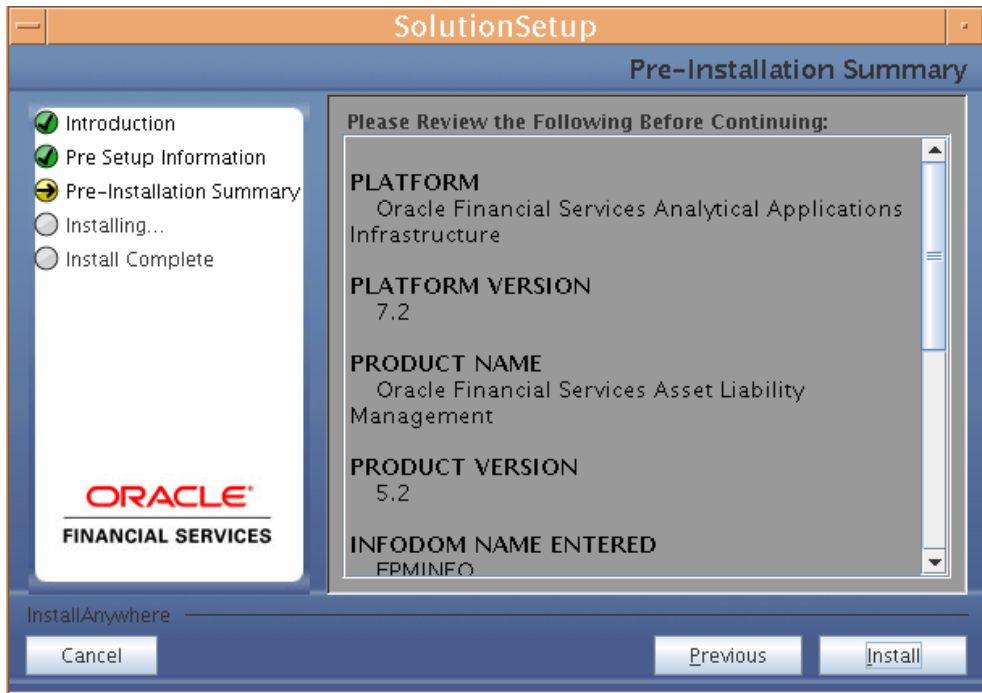 SolutionSetup
Pre-Installation Summary
Introduction
Pre Setup Information
Pre-Installation Summary
Installing...
Install Complete
ORACLE
FINANCIAL SERVICES
Please Review the Following Before Continuing:
PLATFORM
Oracle Financial Services Analytical Applications
Infrastructure
PLATFORM VERSION
7.2
PRODUCT NAME
Oracle Financial Services Asset Liability
Management
PRODUCT VERSION
5.2
INFODOM NAME ENTERED
EPMINFO
InstallAnywhere
Cancel
Previous
Install